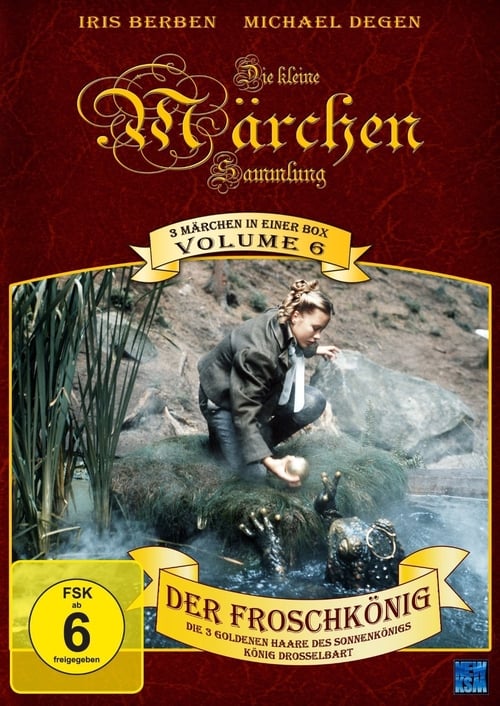 IRIS BERBEN MICHAEL DEGEN
Die kleine
Märchen
Sammlung
3 MÄRCHEN IN EINER BOX
VOLUME 6
DER FROSCHKÖNIG
DIE 3 GOLDENEN HAARE DES SONNENKÖNIGS
KÖNIG DROSSELBART
FSK
ab
6
freigegeben
NEW
KSM